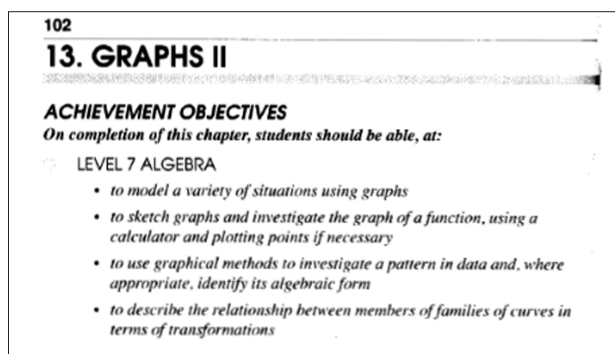 102
13. GRAPHS II
ACHIEVEMENT OBJECTIVES
On completion of this chapter, students should be able, at:
LEVEL 7 ALGEBRA
• to model a variety of situations using graphs
• to sketch graphs and investigate the graph of a function, using a
calculator and plotting points if necessary
• to use graphical methods to investigate a pattern in data and, where
appropriate, identify its algebraic form
• to describe the relationship between members of families of curves in
terms of transformations